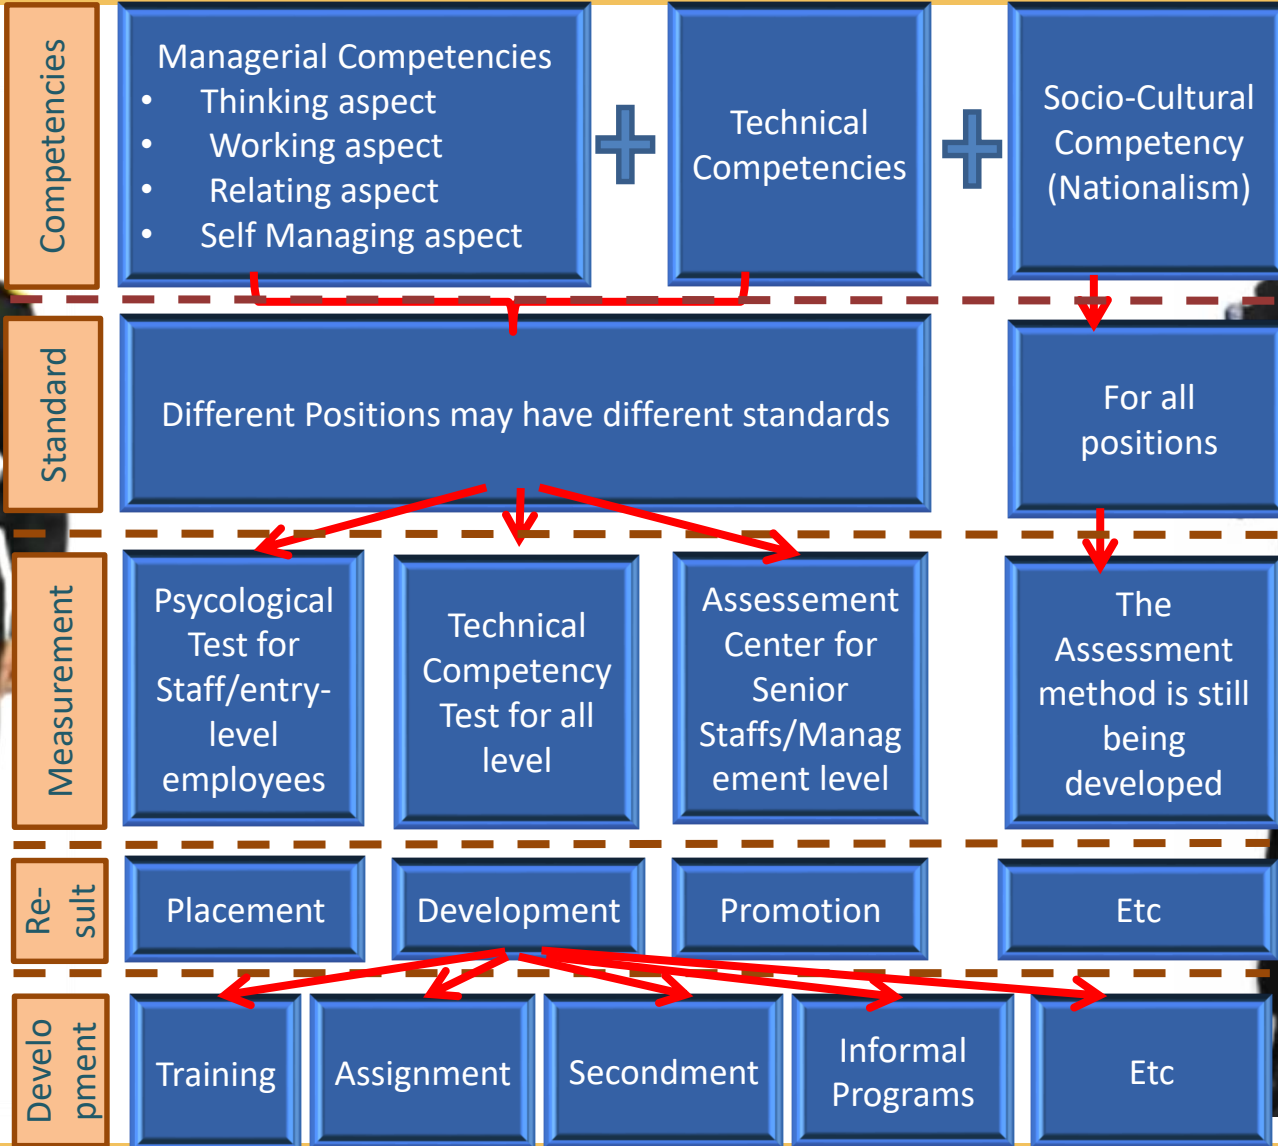 Competencies
Managerial Competencies
• Thinking aspect
• Working aspect
• Relating aspect
• Self Managing aspect
Technical
Competencies
Socio-Cultural
Competency
(Nationalism)
Standard
Different Positions may have different standards
For all
positions
Measurement
Psycological
Test for
Staff/entry-
level
employees
Technical
Competency
Test for all
level
Assessement
Center for
Senior
Staffs/Manag
ement level
The
Assessment
method is still
being
developed
Re-
sult
Placement
Development
Promotion
Etc
Develo
pment
Training
Assignment
Secondment
Informal
Programs
Etc